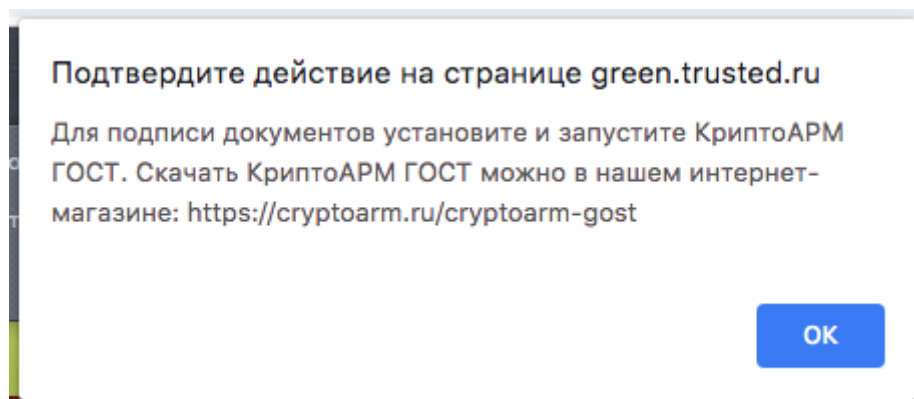 Подтвердите действие на странице green.trusted.ru
Для подписи документов установите и запустите КриптоАРМ
ГОСТ. Скачать КриптоАРМ ГОСТ можно в нашем интернет-
магазине: https://cryptoarm.ru/cryptoarm-gost
ОК